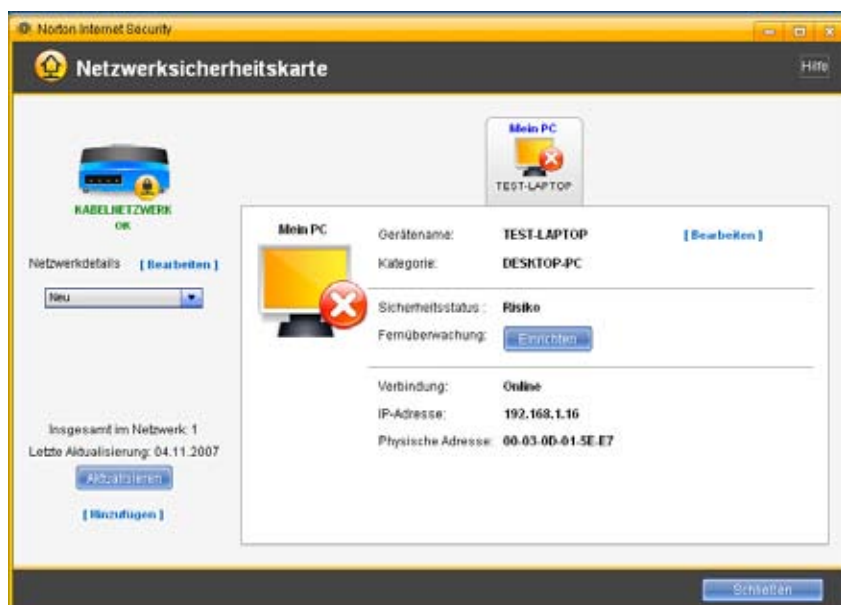 Norton Internet Security
Netzwerksicherheitskarte
Hilfe
Mein PC
TEST-LAPTOP
KABELNETZWERK
OK
Netzwerkdetails [ Bearbeiten ]
Neu
Insgesamt im Netzwerk: 1
Letzte Aktualisierung: 04.11.2007
Aktualisieren
[ Hinzufügen ]
Mein PC
Gerätename: TEST-LAPTOP [ Bearbeiten ]
Kategorie: DESKTOP-PC
Sicherheitsstatus : Risiko
Fernüberwachung: Einrichten
Verbindung: Online
IP-Adresse: 192.168.1.16
Physische Adresse: 00-03-0D-01-5E-E7
Schließen